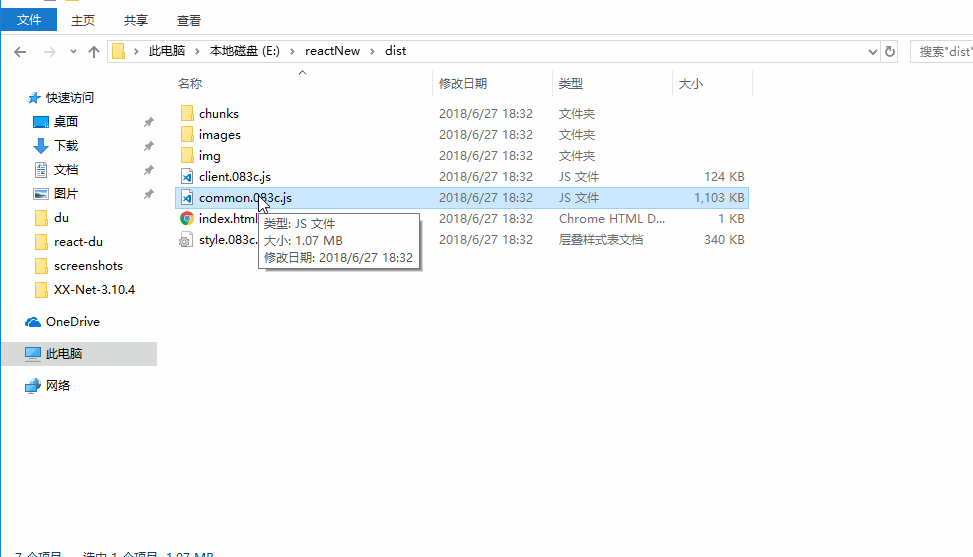 文件 主页 共享 查看
此电脑 本地磁盘 (E:) reactNew dist 搜索"dist"
名称 修改日期 类型 大小
快速访问
桌面
下载
文档
图片
du
react-du
screenshots
XX-Net-3.10.4
OneDrive
此电脑
网络
chunks 2018/6/27 18:32 文件夹
images 2018/6/27 18:32 文件夹
img 2018/6/27 18:32 文件夹
client.083c.js 2018/6/27 18:32 JS 文件 124 KB
common.083c.js 2018/6/27 18:32 JS 文件 1,103 KB
index.html 2018/6/27 18:32 Chrome HTML D... 1 KB
style.083c. 2018/6/27 18:32 层叠样式表文档 340 KB
类型: JS 文件
大小: 1.07 MB
修改日期: 2018/6/27 18:32
7 个项目 选中 1 个项目 1.07 MB